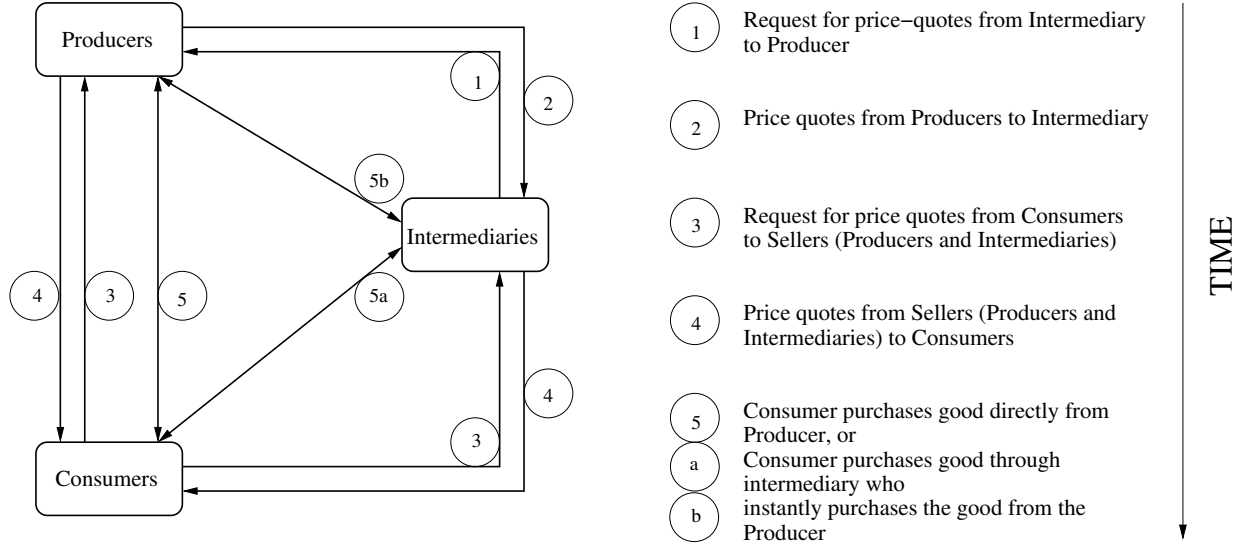 Producers
1
2
5b
Intermediaries
4
3
5
5a
4
3
Consumers
1
Request for price−quotes from Intermediary
to Producer
2
Price quotes from Producers to Intermediary
3
Request for price quotes from Consumers
to Sellers (Producers and Intermediaries)
4
Price quotes from Sellers (Producers and
Intermediaries) to Consumers
5
Consumer purchases good directly from
Producer, or
a
Consumer purchases good through
intermediary who
b
instantly purchases the good from the
Producer
TIME